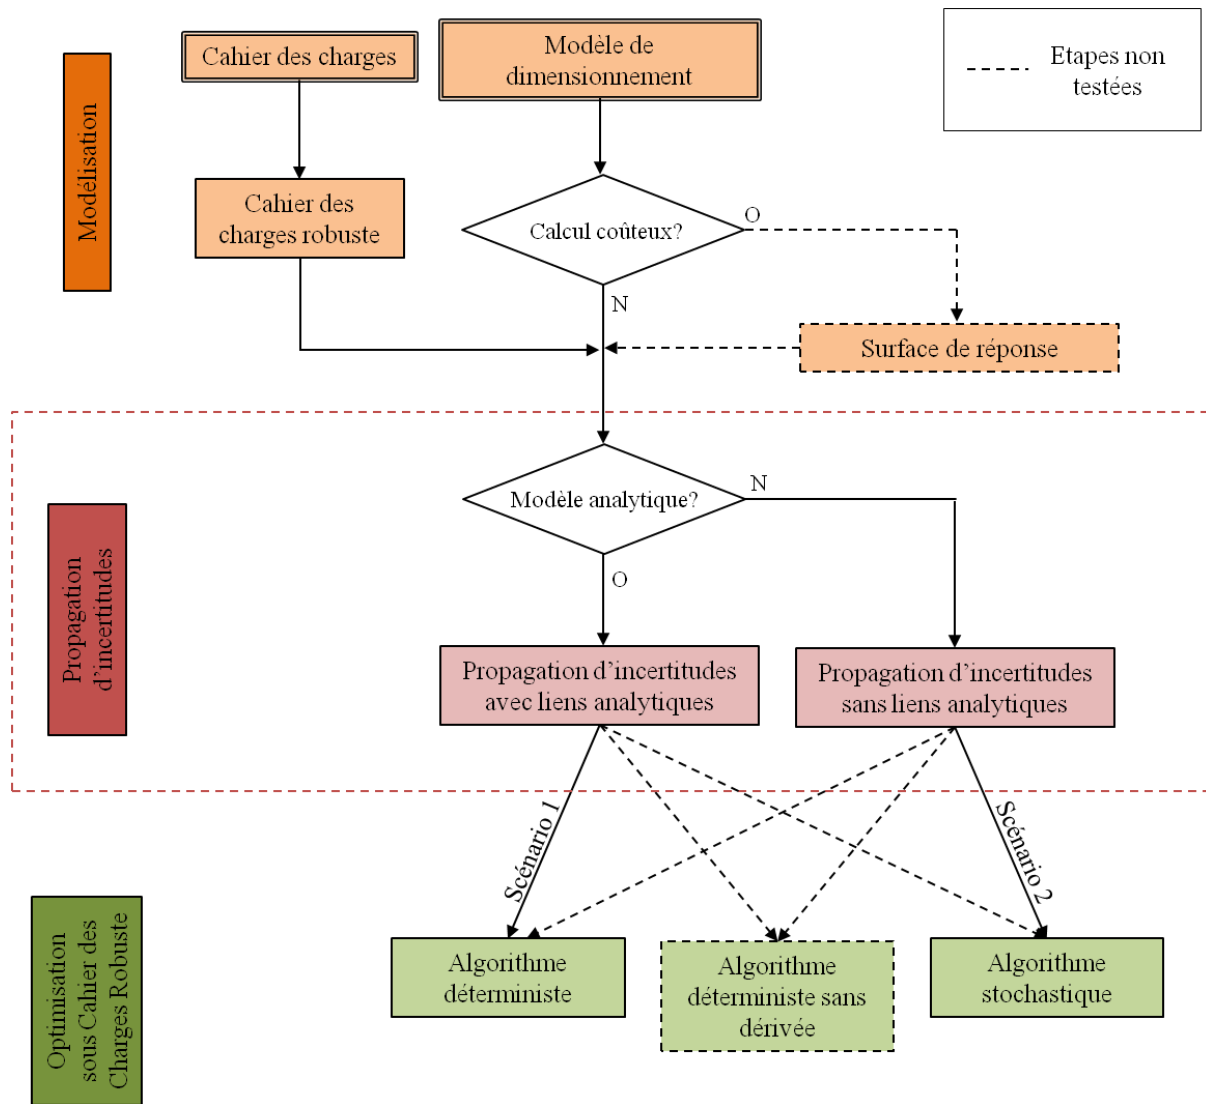 Cahier des charges
Modèle de
dimensionnement
Etapes non
testées
Modélisation
Cahier des
charges robuste
Calcul coûteux?
O
N
Surface de réponse
Propagation
d’incertitudes
Modèle analytique?
N
O
Propagation d’incertitudes
avec liens analytiques
Propagation d’incertitudes
sans liens analytiques
Scénario 1
Scénario 2
Optimisation
sous Cahier des
Charges Robuste
Algorithme
déterministe
Algorithme
déterministe sans
dérivée
Algorithme
stochastique